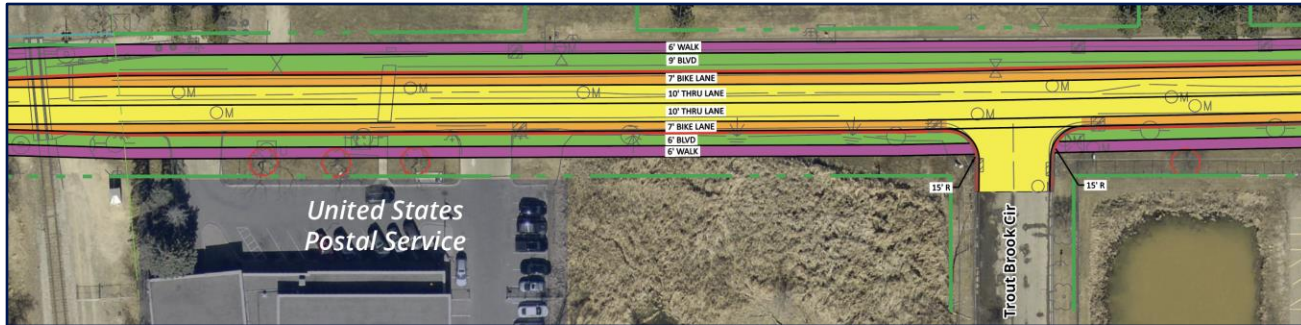 6' WALK
9' BLVD
7' BIKE LANE
10' THRU LANE
M
M
M
M
M
M
10' THRU LANE
7' BIKE LANE
6' BLVD
6' WALK
15' R
15' R
United States
Postal Service
Trout Brook Cir